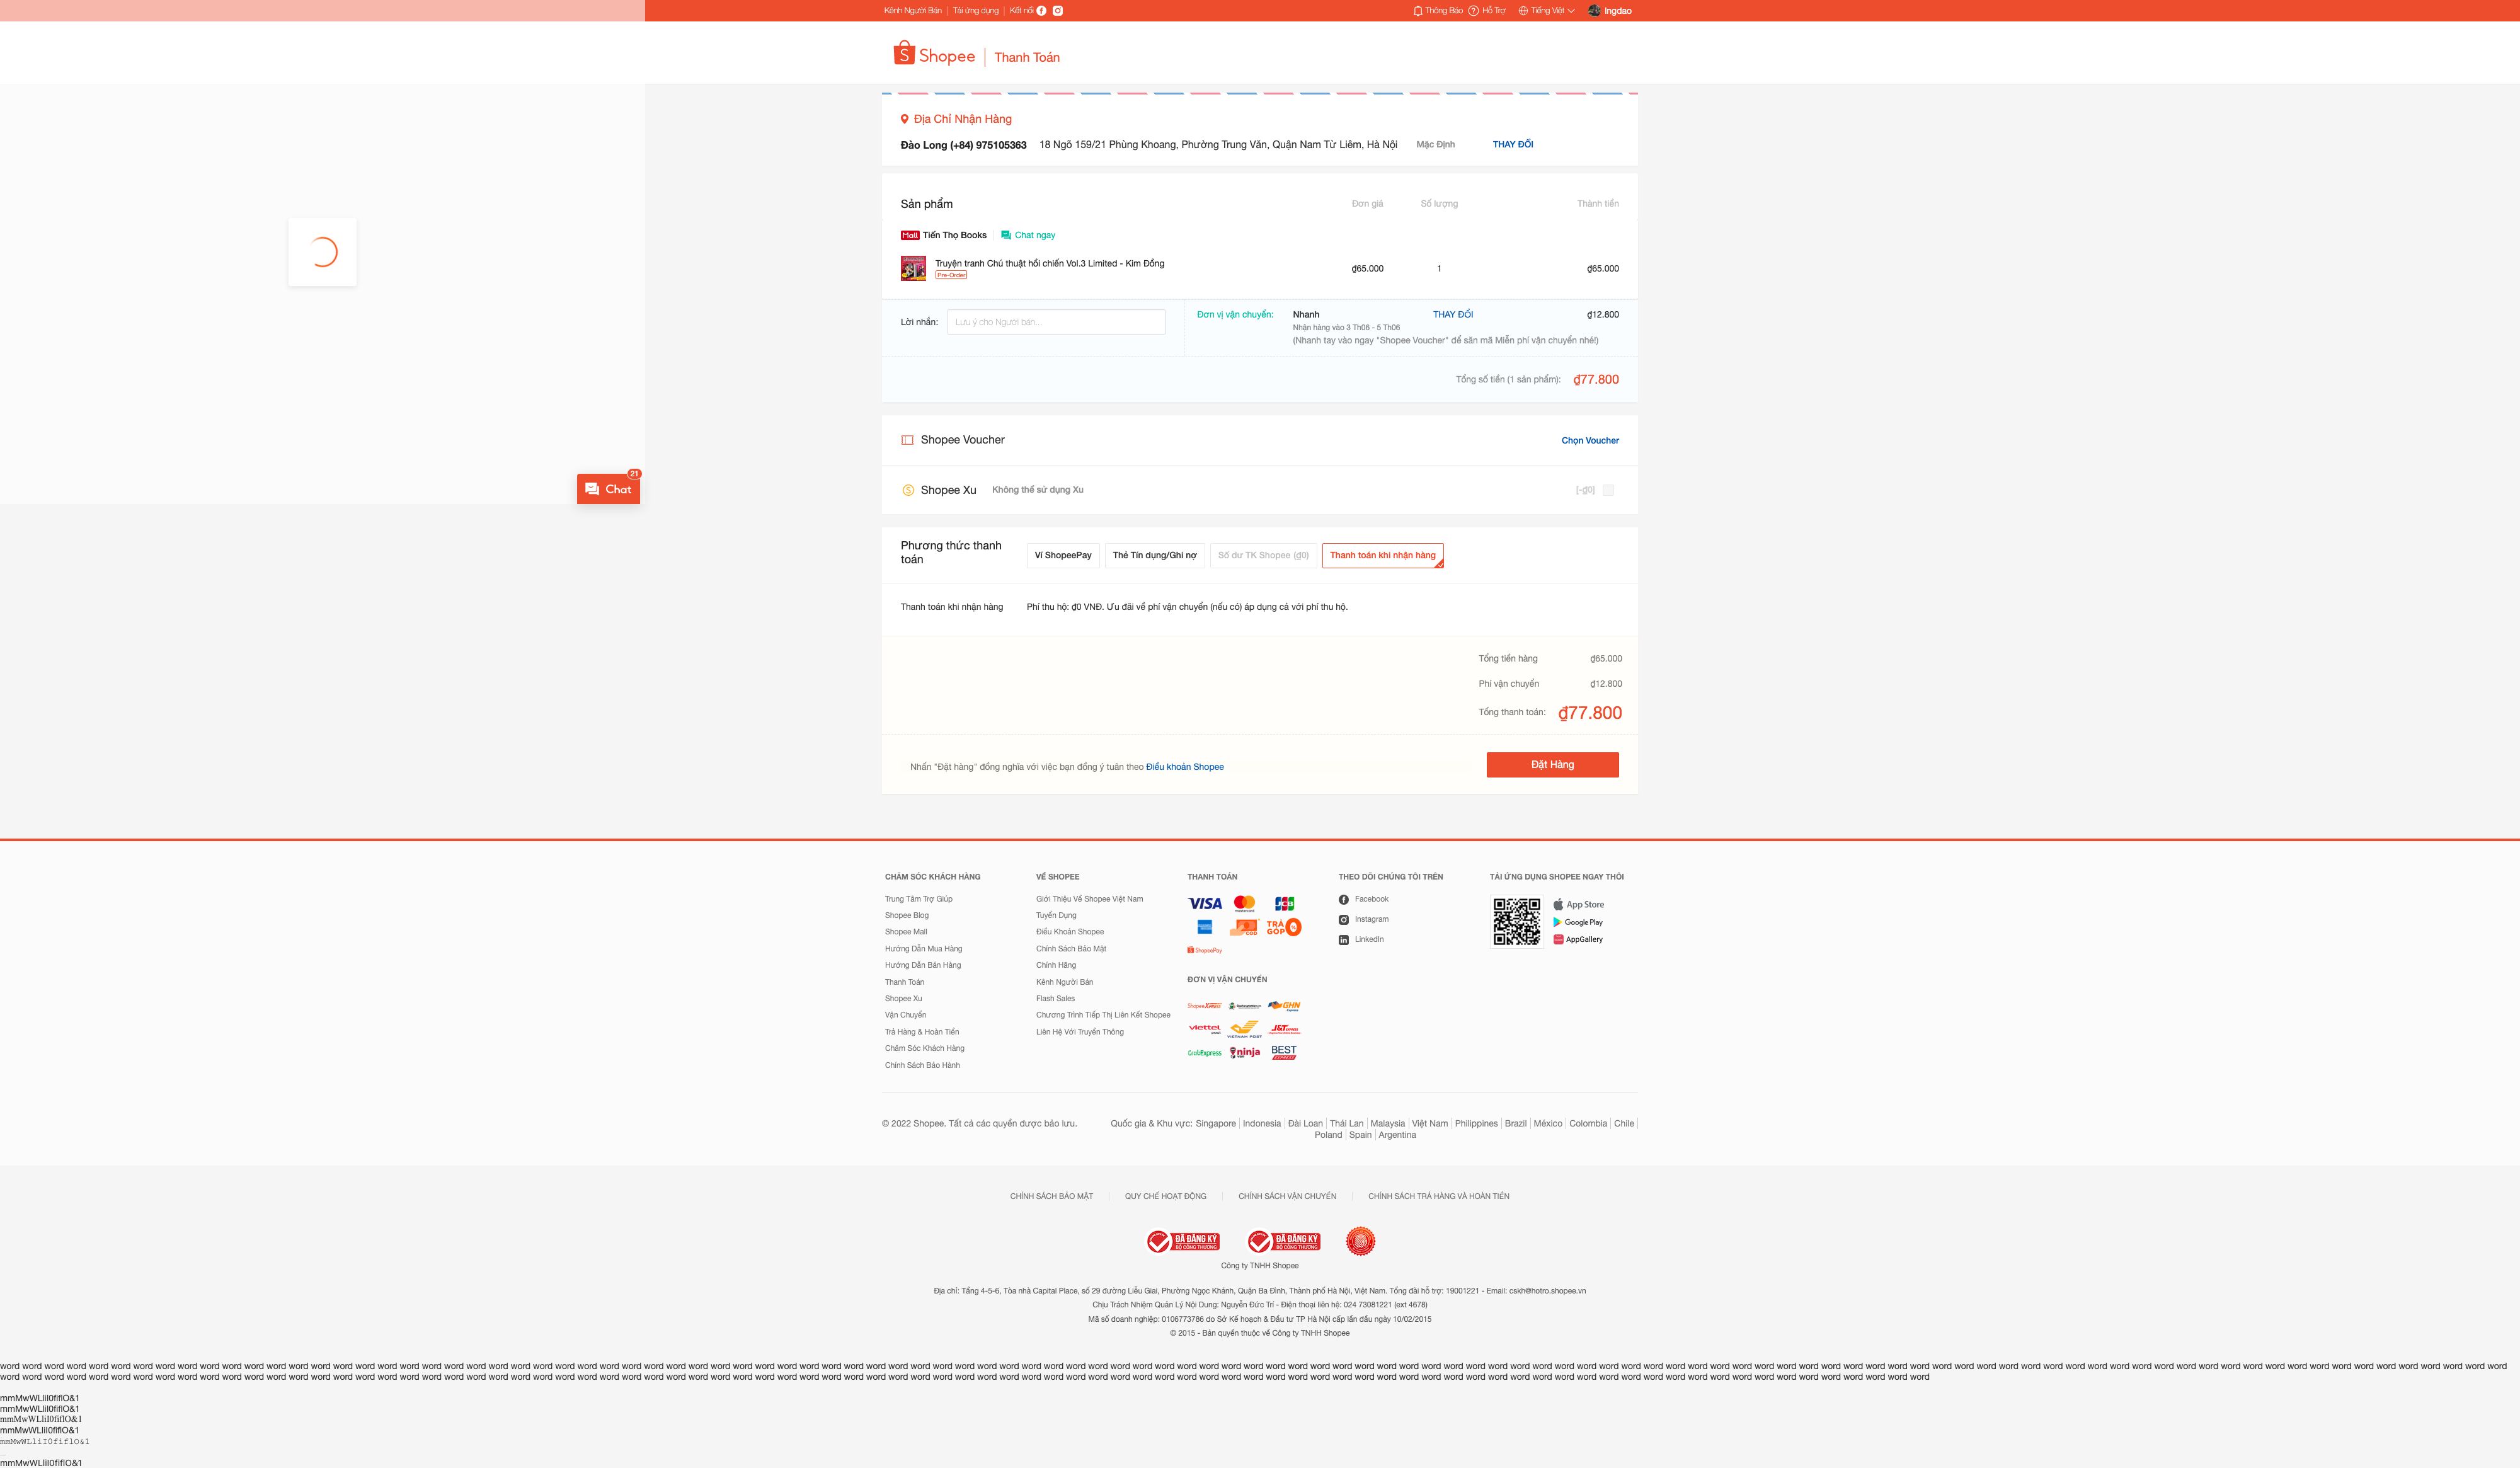 Kênh Người Bán | Tải ứng dụng | Kết nối
Thông Báo Hỗ Trợ Tiếng Việt lngdao
Shopee | Thanh Toán
Địa Chỉ Nhận Hàng
Đào Long (+84) 975105363 18 Ngõ 159/21 Phùng Khoang, Phường Trung Văn, Quận Nam Từ Liêm, Hà Nội Mặc Định THAY ĐỔI
Sản phẩm Đơn giá Số lượng Thành tiền
Mall Tiến Thọ Books Chat ngay
Truyện tranh Chú thuật hồi chiến Vol.3 Limited - Kim Đồng
Pre-Order
₫65.000 1 ₫65.000
Lời nhắn: Lưu ý cho Người bán...
Đơn vị vận chuyển: Nhanh THAY ĐỔI ₫12.800
Nhận hàng vào 3 Th06 - 5 Th06
(Nhanh tay vào ngay "Shopee Voucher" để săn mã Miễn phí vận chuyển nhé!)
Tổng số tiền (1 sản phẩm): ₫77.800
Shopee Voucher Chọn Voucher
21
Chat
Shopee Xu Không thể sử dụng Xu [-₫0]
Phương thức thanh
toán
Ví ShopeePay Thẻ Tín dụng/Ghi nợ Số dư TK Shopee (₫0) Thanh toán khi nhận hàng
Thanh toán khi nhận hàng Phí thu hộ: ₫0 VNĐ. Ưu đãi về phí vận chuyển (nếu có) áp dụng cả với phí thu hộ.
Tổng tiền hàng ₫65.000
Phí vận chuyển ₫12.800
Tổng thanh toán: ₫77.800
Nhấn "Đặt hàng" đồng nghĩa với việc bạn đồng ý tuân theo Điều khoản Shopee
Đặt Hàng
CHĂM SÓC KHÁCH HÀNG
Trung Tâm Trợ Giúp
Shopee Blog
Shopee Mall
Hướng Dẫn Mua Hàng
Hướng Dẫn Bán Hàng
Thanh Toán
Shopee Xu
Vận Chuyển
Trả Hàng & Hoàn Tiền
Chăm Sóc Khách Hàng
Chính Sách Bảo Hành
VỀ SHOPEE
Giới Thiệu Về Shopee Việt Nam
Tuyển Dụng
Điều Khoản Shopee
Chính Sách Bảo Mật
Chính Hãng
Kênh Người Bán
Flash Sales
Chương Trình Tiếp Thị Liên Kết Shopee
Liên Hệ Với Truyền Thông
THANH TOÁN
VISA mastercard JCB
COD TRẢ GÓP 0
ShopeePay
ĐƠN VỊ VẬN CHUYỂN
Shopee XPRESS GHN Express
viettel post VIETNAM POST J&T EXPRESS
GrabExpress ninja BEST EXPRESS
THEO DÕI CHÚNG TÔI TRÊN
Facebook
Instagram
LinkedIn
TẢI ỨNG DỤNG SHOPEE NGAY THÔI
App Store
Google Play
AppGallery
© 2022 Shopee. Tất cả các quyền được bảo lưu.
Quốc gia & Khu vực: Singapore | Indonesia | Đài Loan | Thái Lan | Malaysia | Việt Nam | Philippines | Brazil | México | Colombia | Chile |
Poland | Spain | Argentina
CHÍNH SÁCH BẢO MẬT QUY CHẾ HOẠT ĐỘNG CHÍNH SÁCH VẬN CHUYỂN CHÍNH SÁCH TRẢ HÀNG VÀ HOÀN TIỀN
ĐÃ ĐĂNG KÝ BỘ CÔNG THƯƠNG ĐÃ ĐĂNG KÝ BỘ CÔNG THƯƠNG
Công ty TNHH Shopee
Địa chỉ: Tầng 4-5-6, Tòa nhà Capital Place, số 29 đường Liễu Giai, Phường Ngọc Khánh, Quận Ba Đình, Thành phố Hà Nội, Việt Nam. Tổng đài hỗ trợ: 19001221 - Email: cskh@hotro.shopee.vn
Chịu Trách Nhiệm Quản Lý Nội Dung: Nguyễn Đức Trí - Điện thoại liên hệ: 024 73081221 (ext 4678)
Mã số doanh nghiệp: 0106773786 do Sở Kế hoạch & Đầu tư TP Hà Nội cấp lần đầu ngày 10/02/2015
© 2015 - Bản quyền thuộc về Công ty TNHH Shopee
word word word word word word word word word word word word word word word word word word word word word word word word word word word word word word word word word word word word word word word word word word word word word word word word word word word word word word word word word word word word word word word word word word word word word word word word word word word word word word word word word word word word word word word word word word word word word word word word word word word word word word word word word word word word word word word word word
word word word word word word word word word word word word word word word word word word word word word word word word word word word word word word word word word word word word word word word word word word word word word word word word word word word word word word word word word word word word word word word word word word word word word word word word word word word word word word word word word word
mmMwWLliI0fiflO&1
mmMwWLliI0fiflO&1
mmMwWLliI0fiflO&1
mmMwWLliI0fiflO&1
mmMwWLliI0fiflO&1
mmMwWLliI0fiflO&1